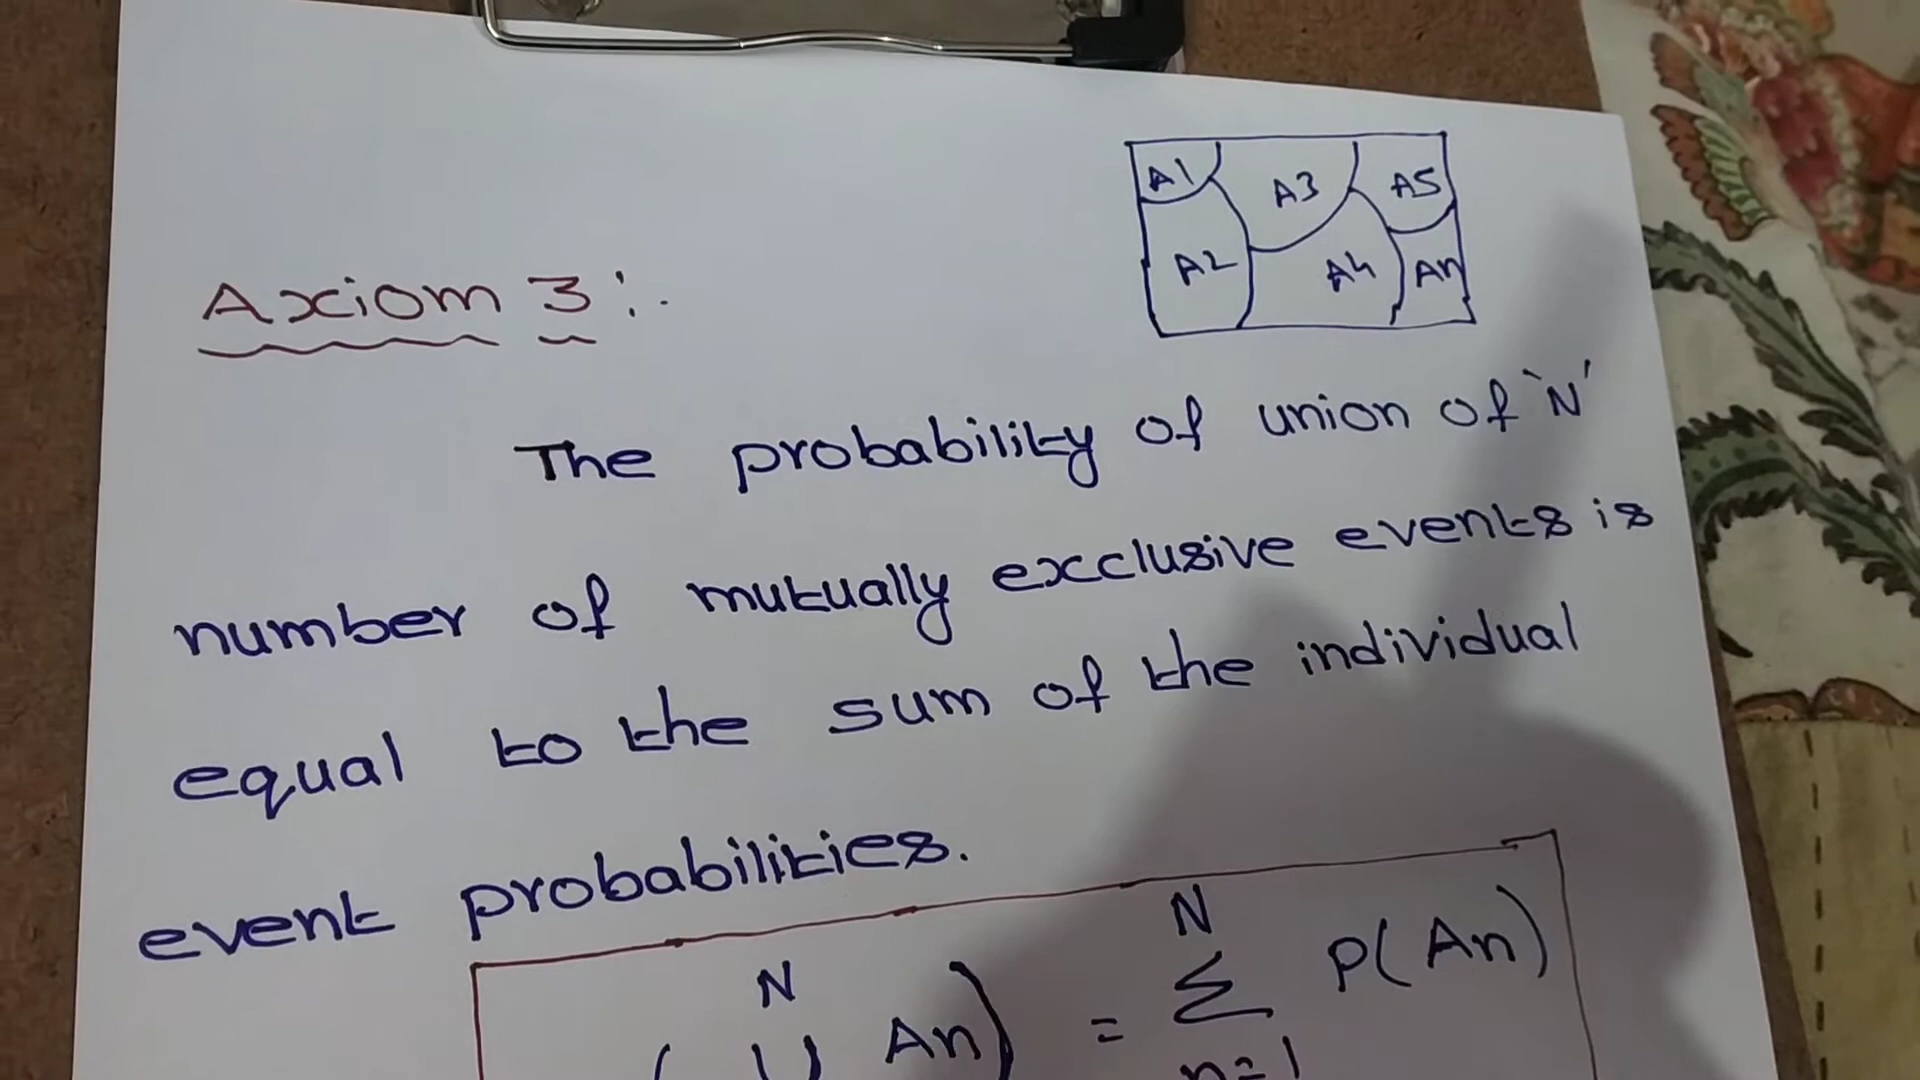 A1 A3 A5
A2 A4 An
Axiom 3:.
The probability of union of `N'
number of mutually exclusive events is
equal to the sum of the individual
event probabilities.
N N
( U An) = Σ P(An)
n=1